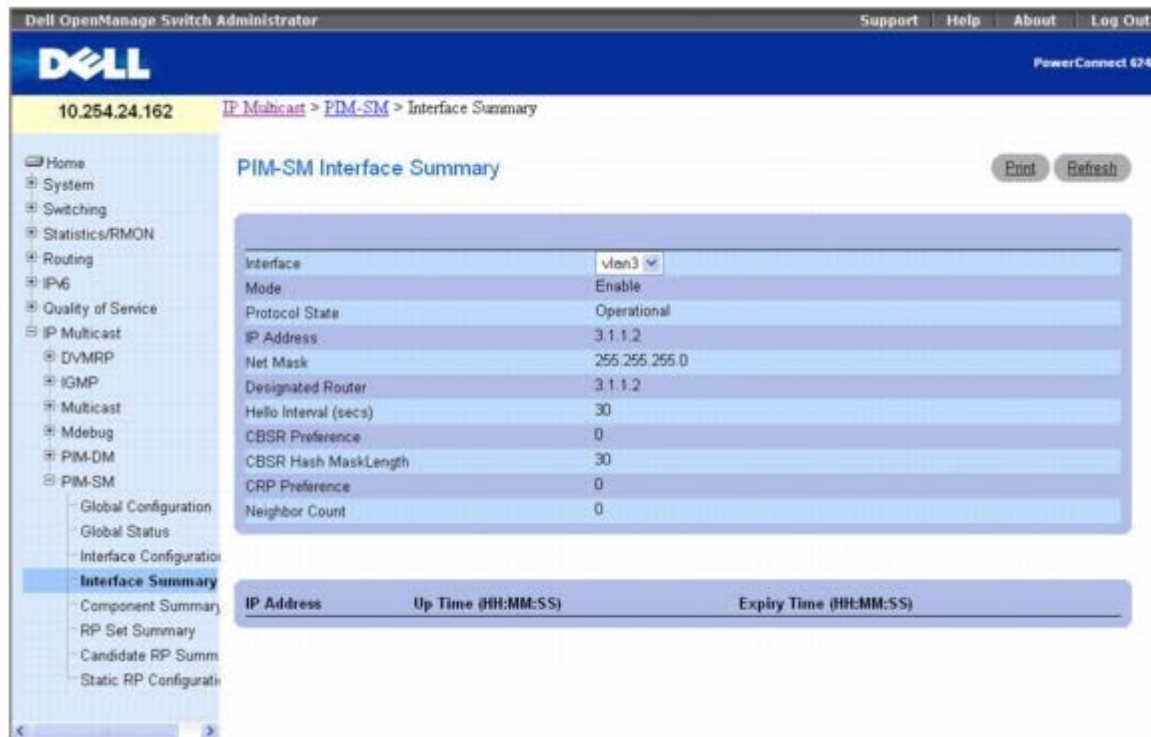 Dell OpenManage Switch Administrator Support Help About Log Out
DELL
PowerConnect 624
10.254.24.162
IP Multicast > PIM-SM > Interface Summary
Home
System
Switching
Statistics/RMON
Routing
IPv6
Quality of Service
IP Multicast
DVMRP
IGMP
Multicast
Mdebug
PIM-DM
PIM-SM
Global Configuration
Global Status
Interface Configuration
Interface Summary
Component Summary
RP Set Summary
Candidate RP Summ
Static RP Configurati
PIM-SM Interface Summary
Print Refresh
Interface vlan3
Mode Enable
Protocol State Operational
IP Address 3.1.1.2
Net Mask 255.255.255.0
Designated Router 3.1.1.2
Hello Interval (secs) 30
CBSR Preference 0
CBSR Hash MaskLength 30
CRP Preference 0
Neighbor Count 0
IP Address Up Time (HH:MM:SS) Expiry Time (HH:MM:SS)